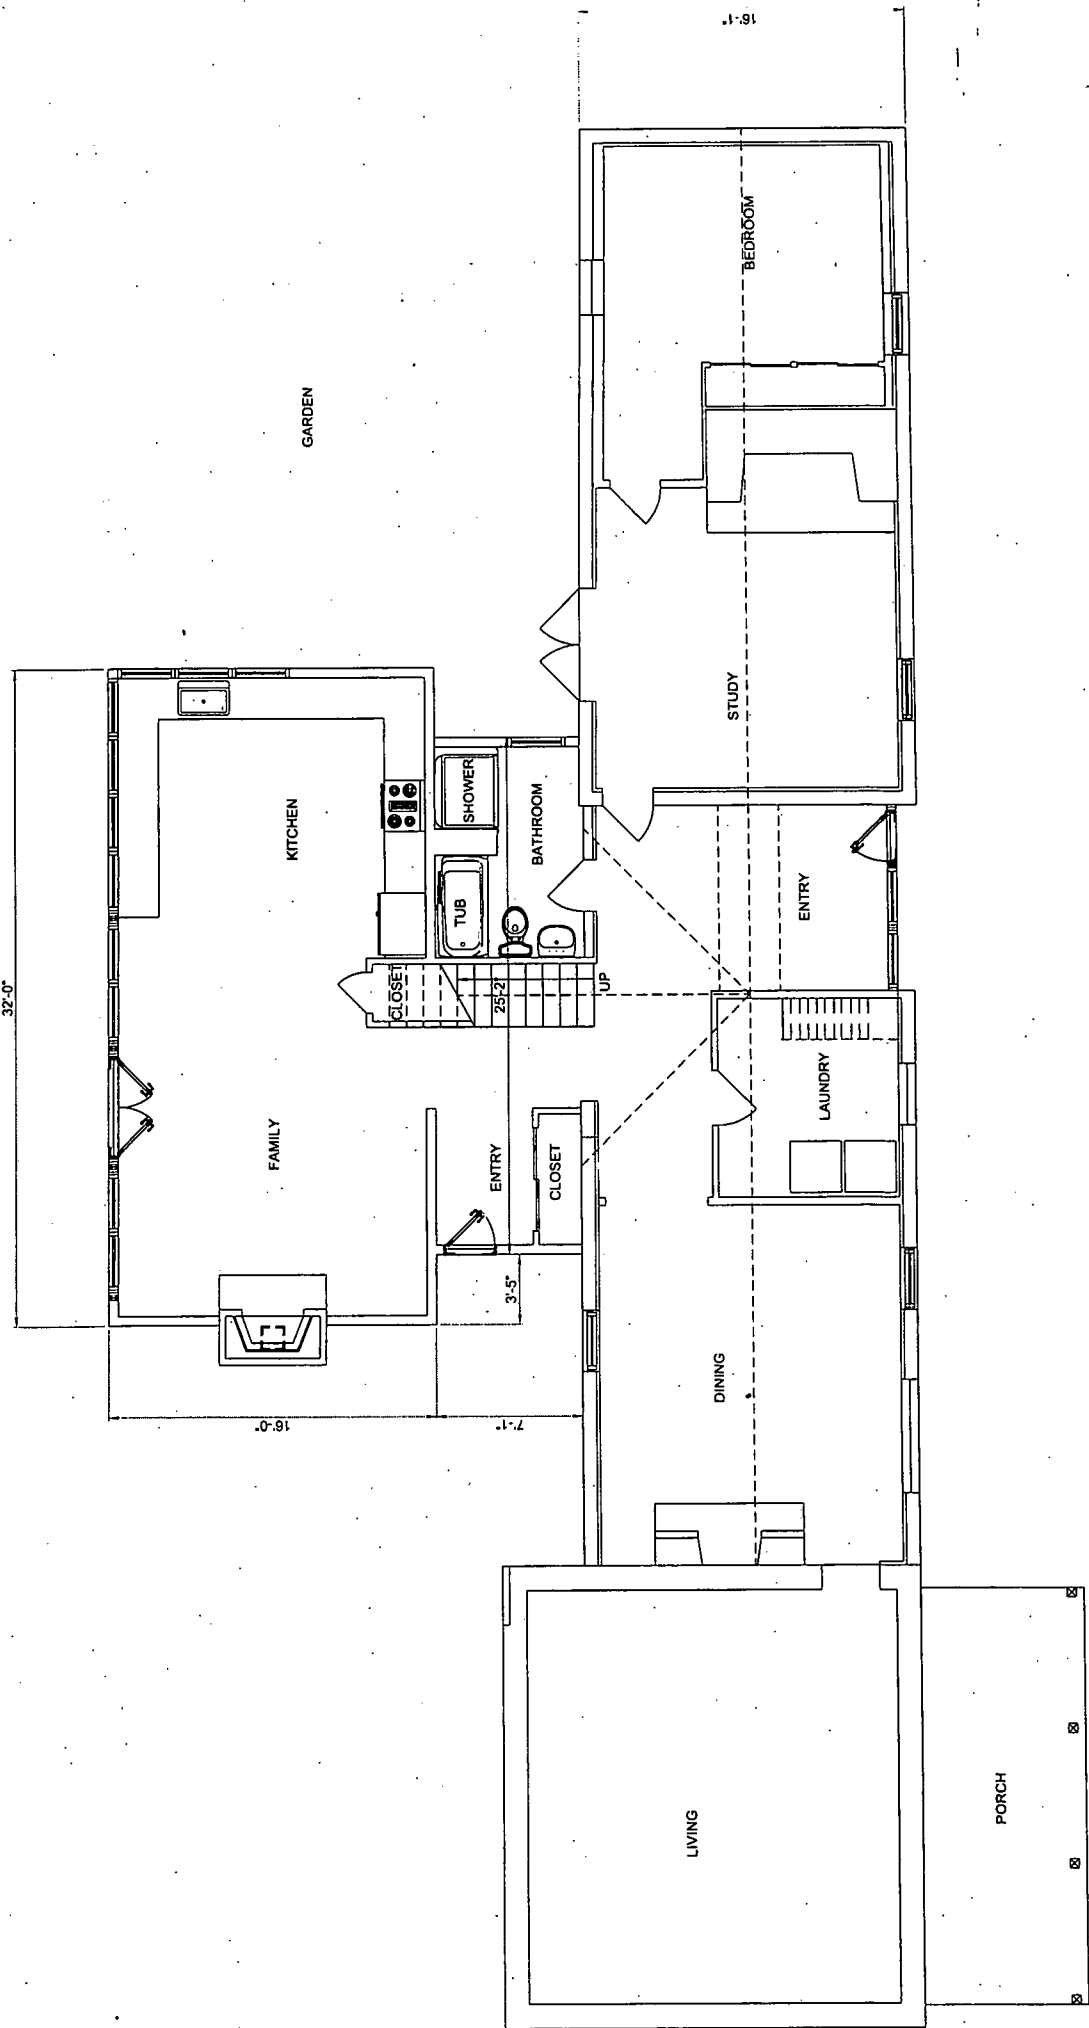 16'-1"
BEDROOM
GARDEN
STUDY
32'-0"
KITCHEN
SHOWER
BATHROOM
TUB
ENTRY
CLOSET
25'-2"
UP
LAUNDRY
FAMILY
ENTRY
CLOSET
3'-5"
DINING
16'-0"
7'-1"
LIVING
PORCH